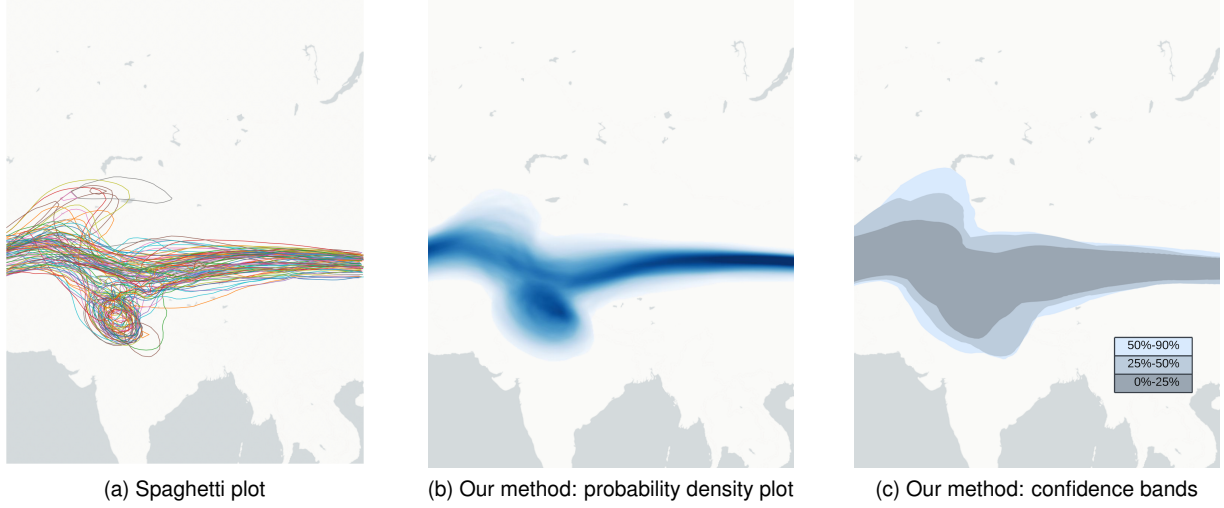 50%-90%
25%-50%
0%-25%
(a) Spaghetti plot
(b) Our method: probability density plot
(c) Our method: confidence bands